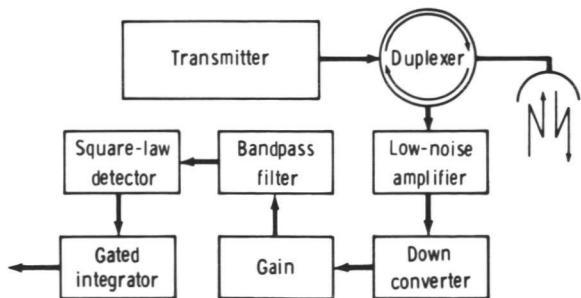 Transmitter
Duplexer
Square-law
detector
Bandpass
filter
Low-noise
amplifier
Gated
integrator
Gain
Down
converter